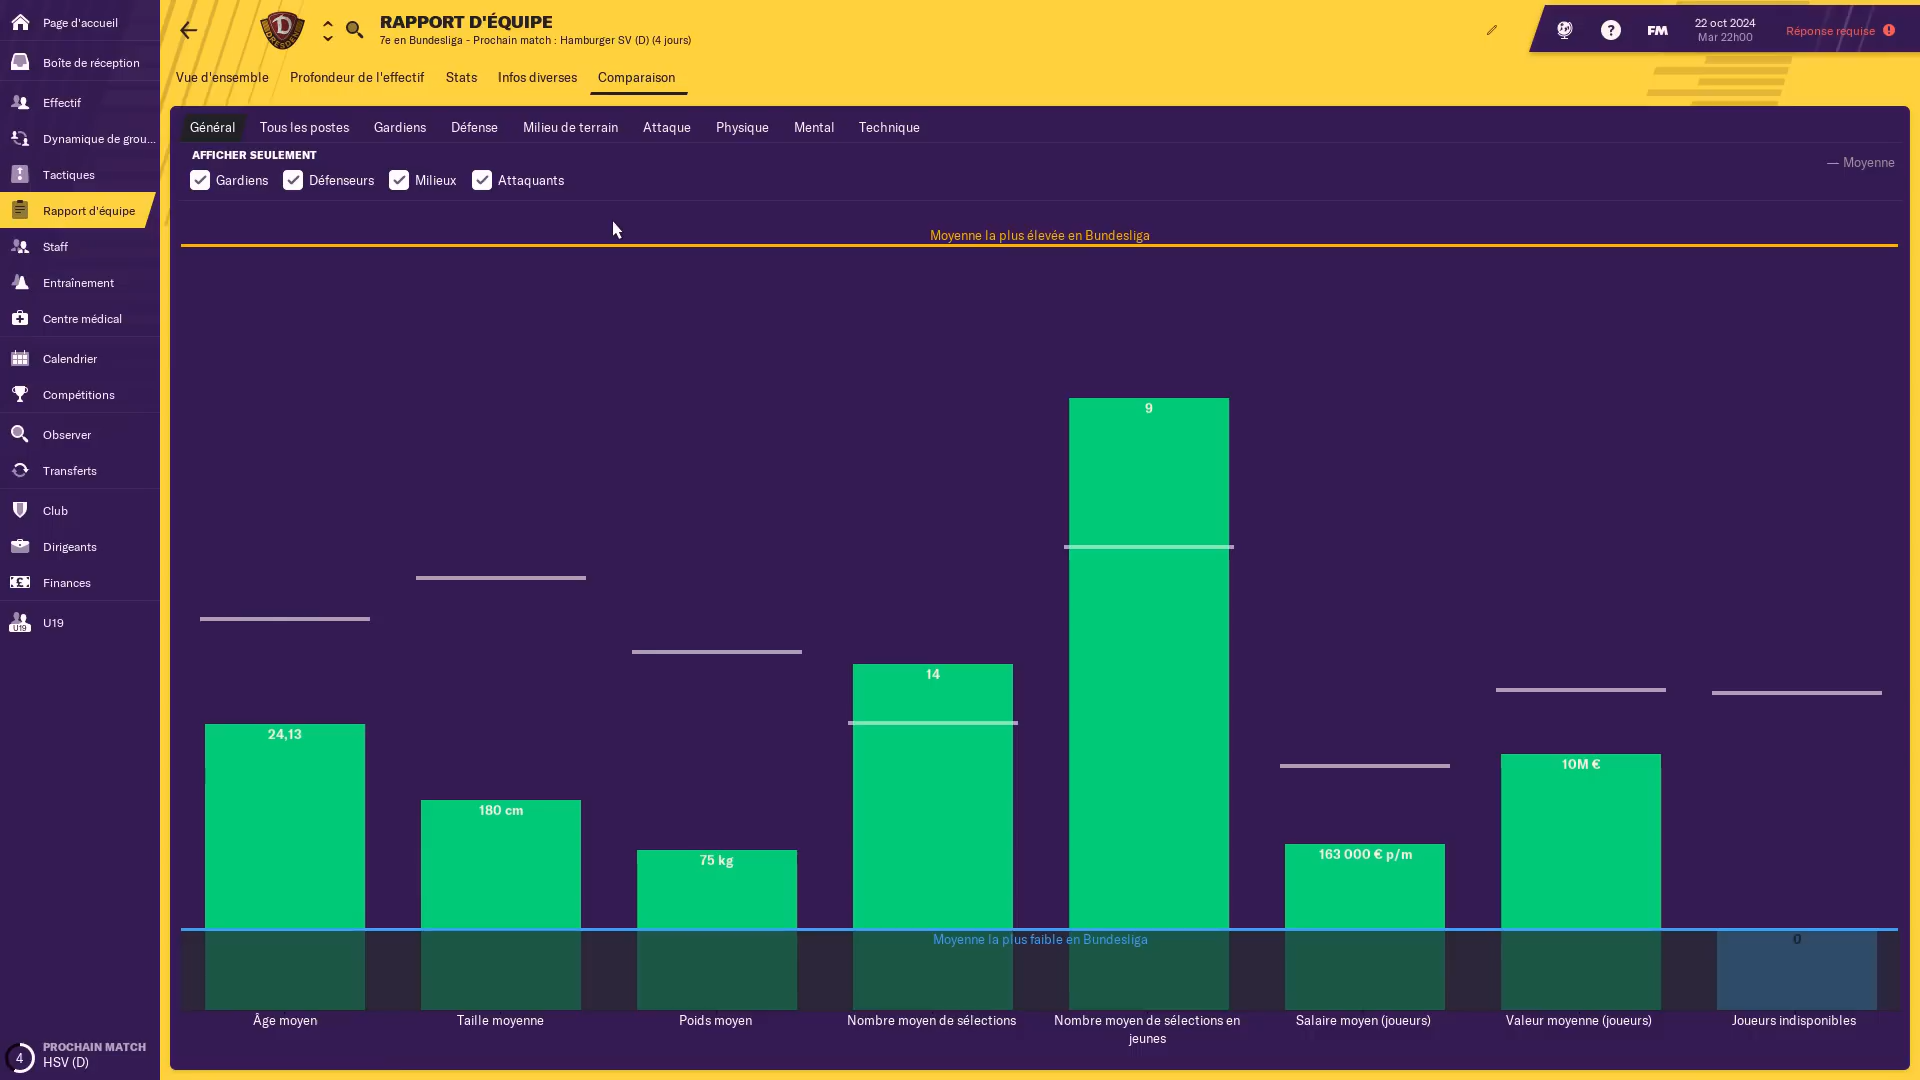 Page d'accueil
Boîte de réception
Effectif
Dynamique de grou...
Tactiques
Rapport d'équipe
Staff
Entraînement
Centre médical
Calendrier
Compétitions
Observer
Transferts
Club
Dirigeants
Finances
U19
U19
4
PROCHAIN MATCH
HSV (D)
D
DRESDEN
RAPPORT D'ÉQUIPE
7e en Bundesliga - Prochain match : Hamburger SV (D) (4 jours)
?
FM
22 oct 2024
Mar 22h00
Réponse requise !
Vue d'ensemble Profondeur de l'effectif Stats Infos diverses Comparaison
Général Tous les postes Gardiens Défense Milieu de terrain Attaque Physique Mental Technique
AFFICHER SEULEMENT
— Moyenne
Gardiens Défenseurs Milieux Attaquants
Moyenne la plus élevée en Bundesliga
9
14
24,13
10M €
180 cm
163 000 € p/m
75 kg
Moyenne la plus faible en Bundesliga
0
Âge moyen
Taille moyenne
Poids moyen
Nombre moyen de sélections
Nombre moyen de sélections en
jeunes
Salaire moyen (joueurs)
Valeur moyenne (joueurs)
Joueurs indisponibles